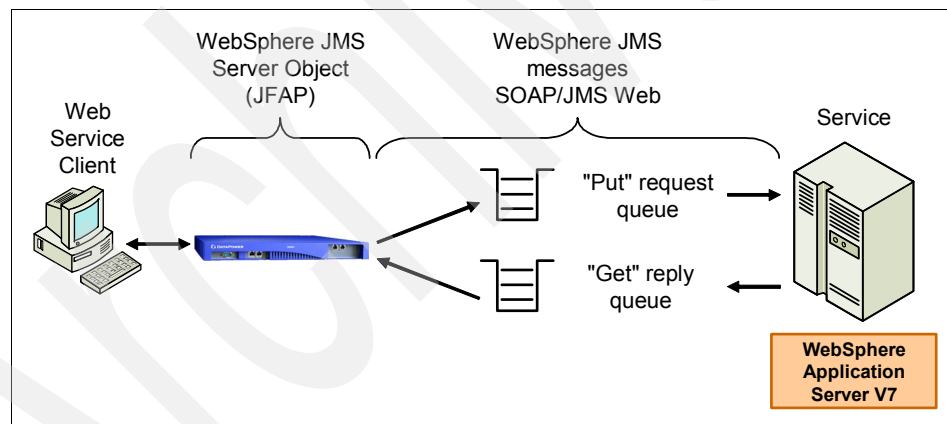 WebSphere JMS
Server Object
(JFAP)
WebSphere JMS
messages
SOAP/JMS Web
Web
Service
Client
Service
DATAPOWER
"Put" request
queue
"Get" reply
queue
WebSphere
Application
Server V7